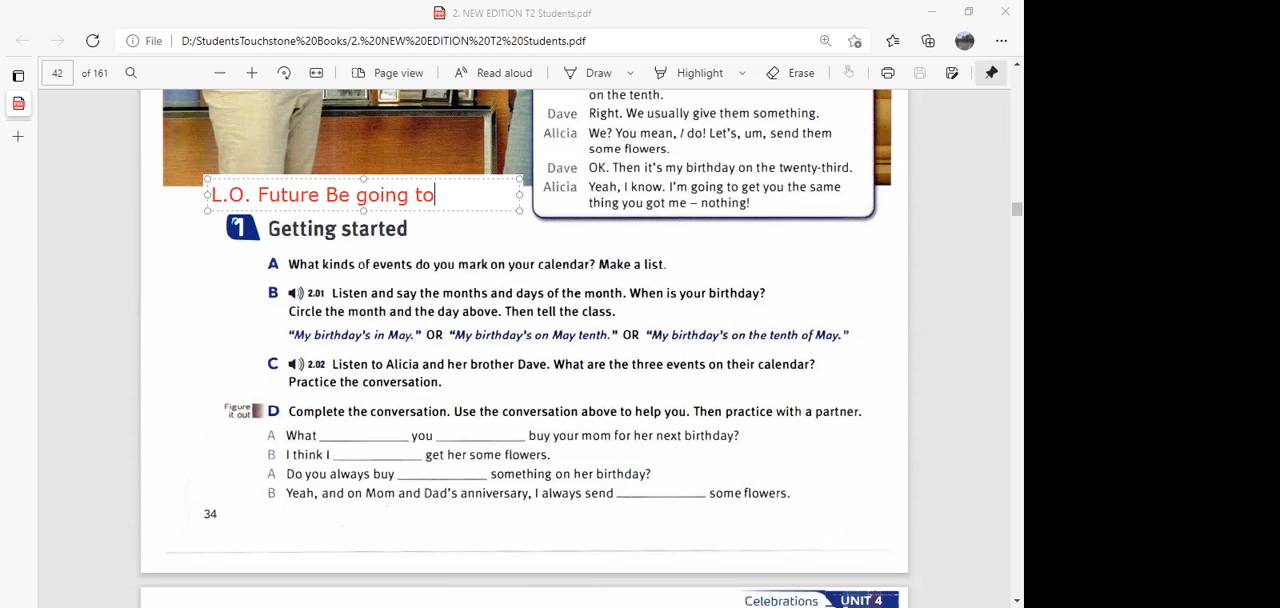 2. NEW EDITION T2 Students.pdf
File D:/StudentsTouchstone%20Books/2.%20NEW%20EDITION%20T2%20Students.pdf
42 of 161 Page view Read aloud Draw Highlight Erase
on the tenth.
Dave Right. We usually give them something.
Alicia We? You mean, I do! Let's, um, send them
some flowers.
Dave OK. Then it's my birthday on the twenty-third.
Alicia Yeah, I know. I'm going to get you the same
thing you got me – nothing!
L.O. Future Be going to
1 Getting started
A What kinds of events do you mark on your calendar? Make a list.
B 2.01 Listen and say the months and days of the month. When is your birthday?
Circle the month and the day above. Then tell the class.
"My birthday's in May." OR "My birthday's on May tenth." OR "My birthday's on the tenth of May."
C 2.02 Listen to Alicia and her brother Dave. What are the three events on their calendar?
Practice the conversation.
Figure
it out D Complete the conversation. Use the conversation above to help you. Then practice with a partner.
A What ____________ you ____________ buy your mom for her next birthday?
B I think I ____________ get her some flowers.
A Do you always buy ____________ something on her birthday?
B Yeah, and on Mom and Dad's anniversary, I always send ____________ some flowers.
34
Celebrations UNIT 4